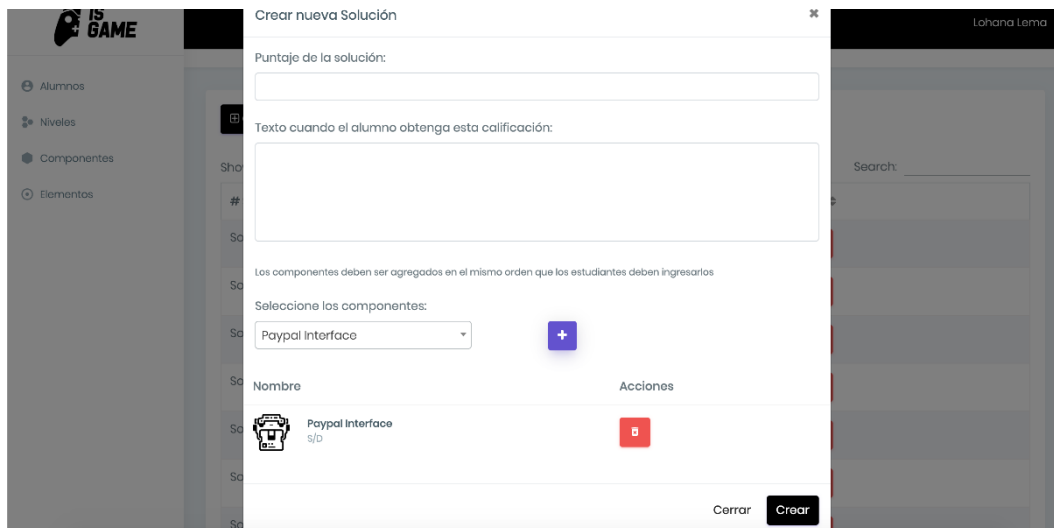 IS
GAME
Crear nueva Solución
Lohana Lema
Puntaje de la solución:
Alumnos
Niveles
Texto cuando el alumno obtenga esta calificación:
Componentes
Search:
Elementos
#
Los componentes deben ser agregados en el mismo orden que los estudiantes deben ingresarlos
Seleccione los componentes:
Paypal Interface
+
Nombre
Acciones
Paypal Interface
S/D
Cerrar
Crear